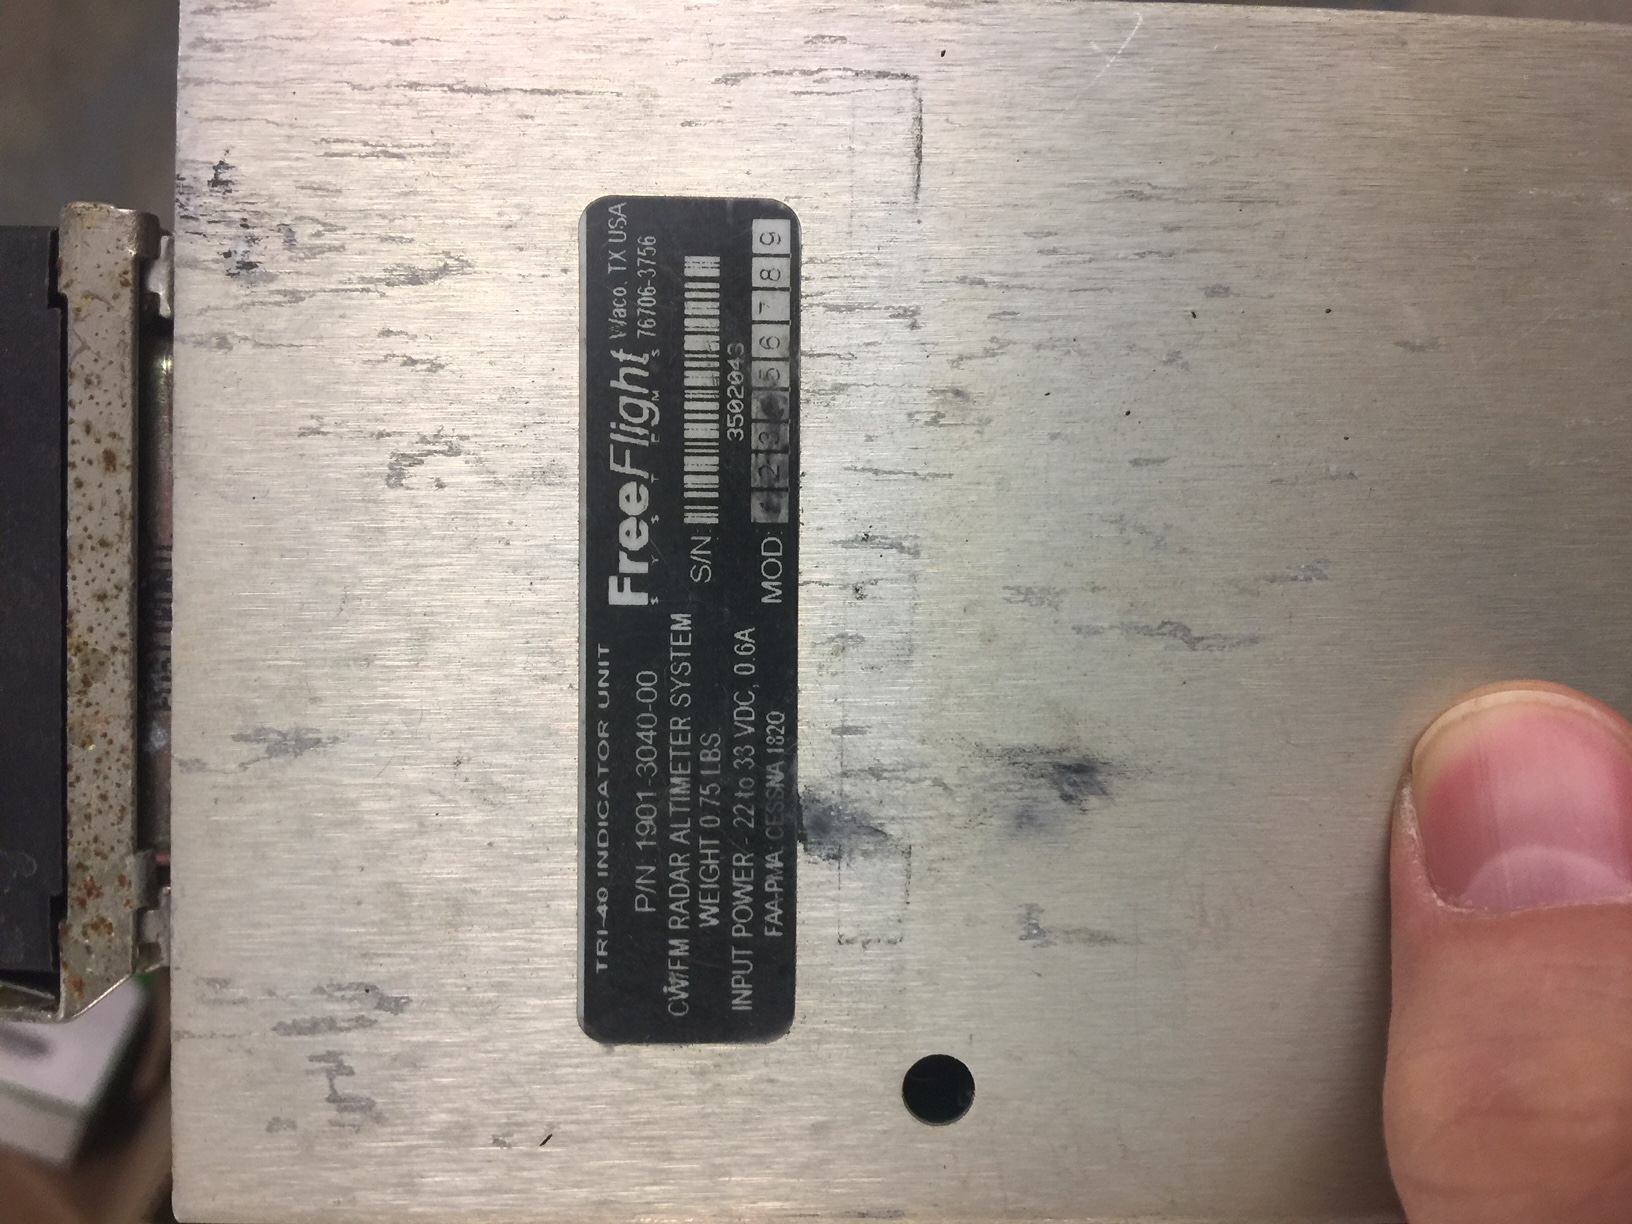 TRI-40 INDICATOR UNIT
P/N 1901-3040-00
CW/FM RADAR ALTIMETER SYSTEM
WEIGHT 0.75 LBS
INPUT POWER - 22 to 33 VDC, 0.6A
FAA-PMA CESSNA 182Q
FreeFlight Waco, TX USA
SYSTEMS 76706-3756
S/N
3502043
MOD: 1 2 3 4 5 6 7 8 9